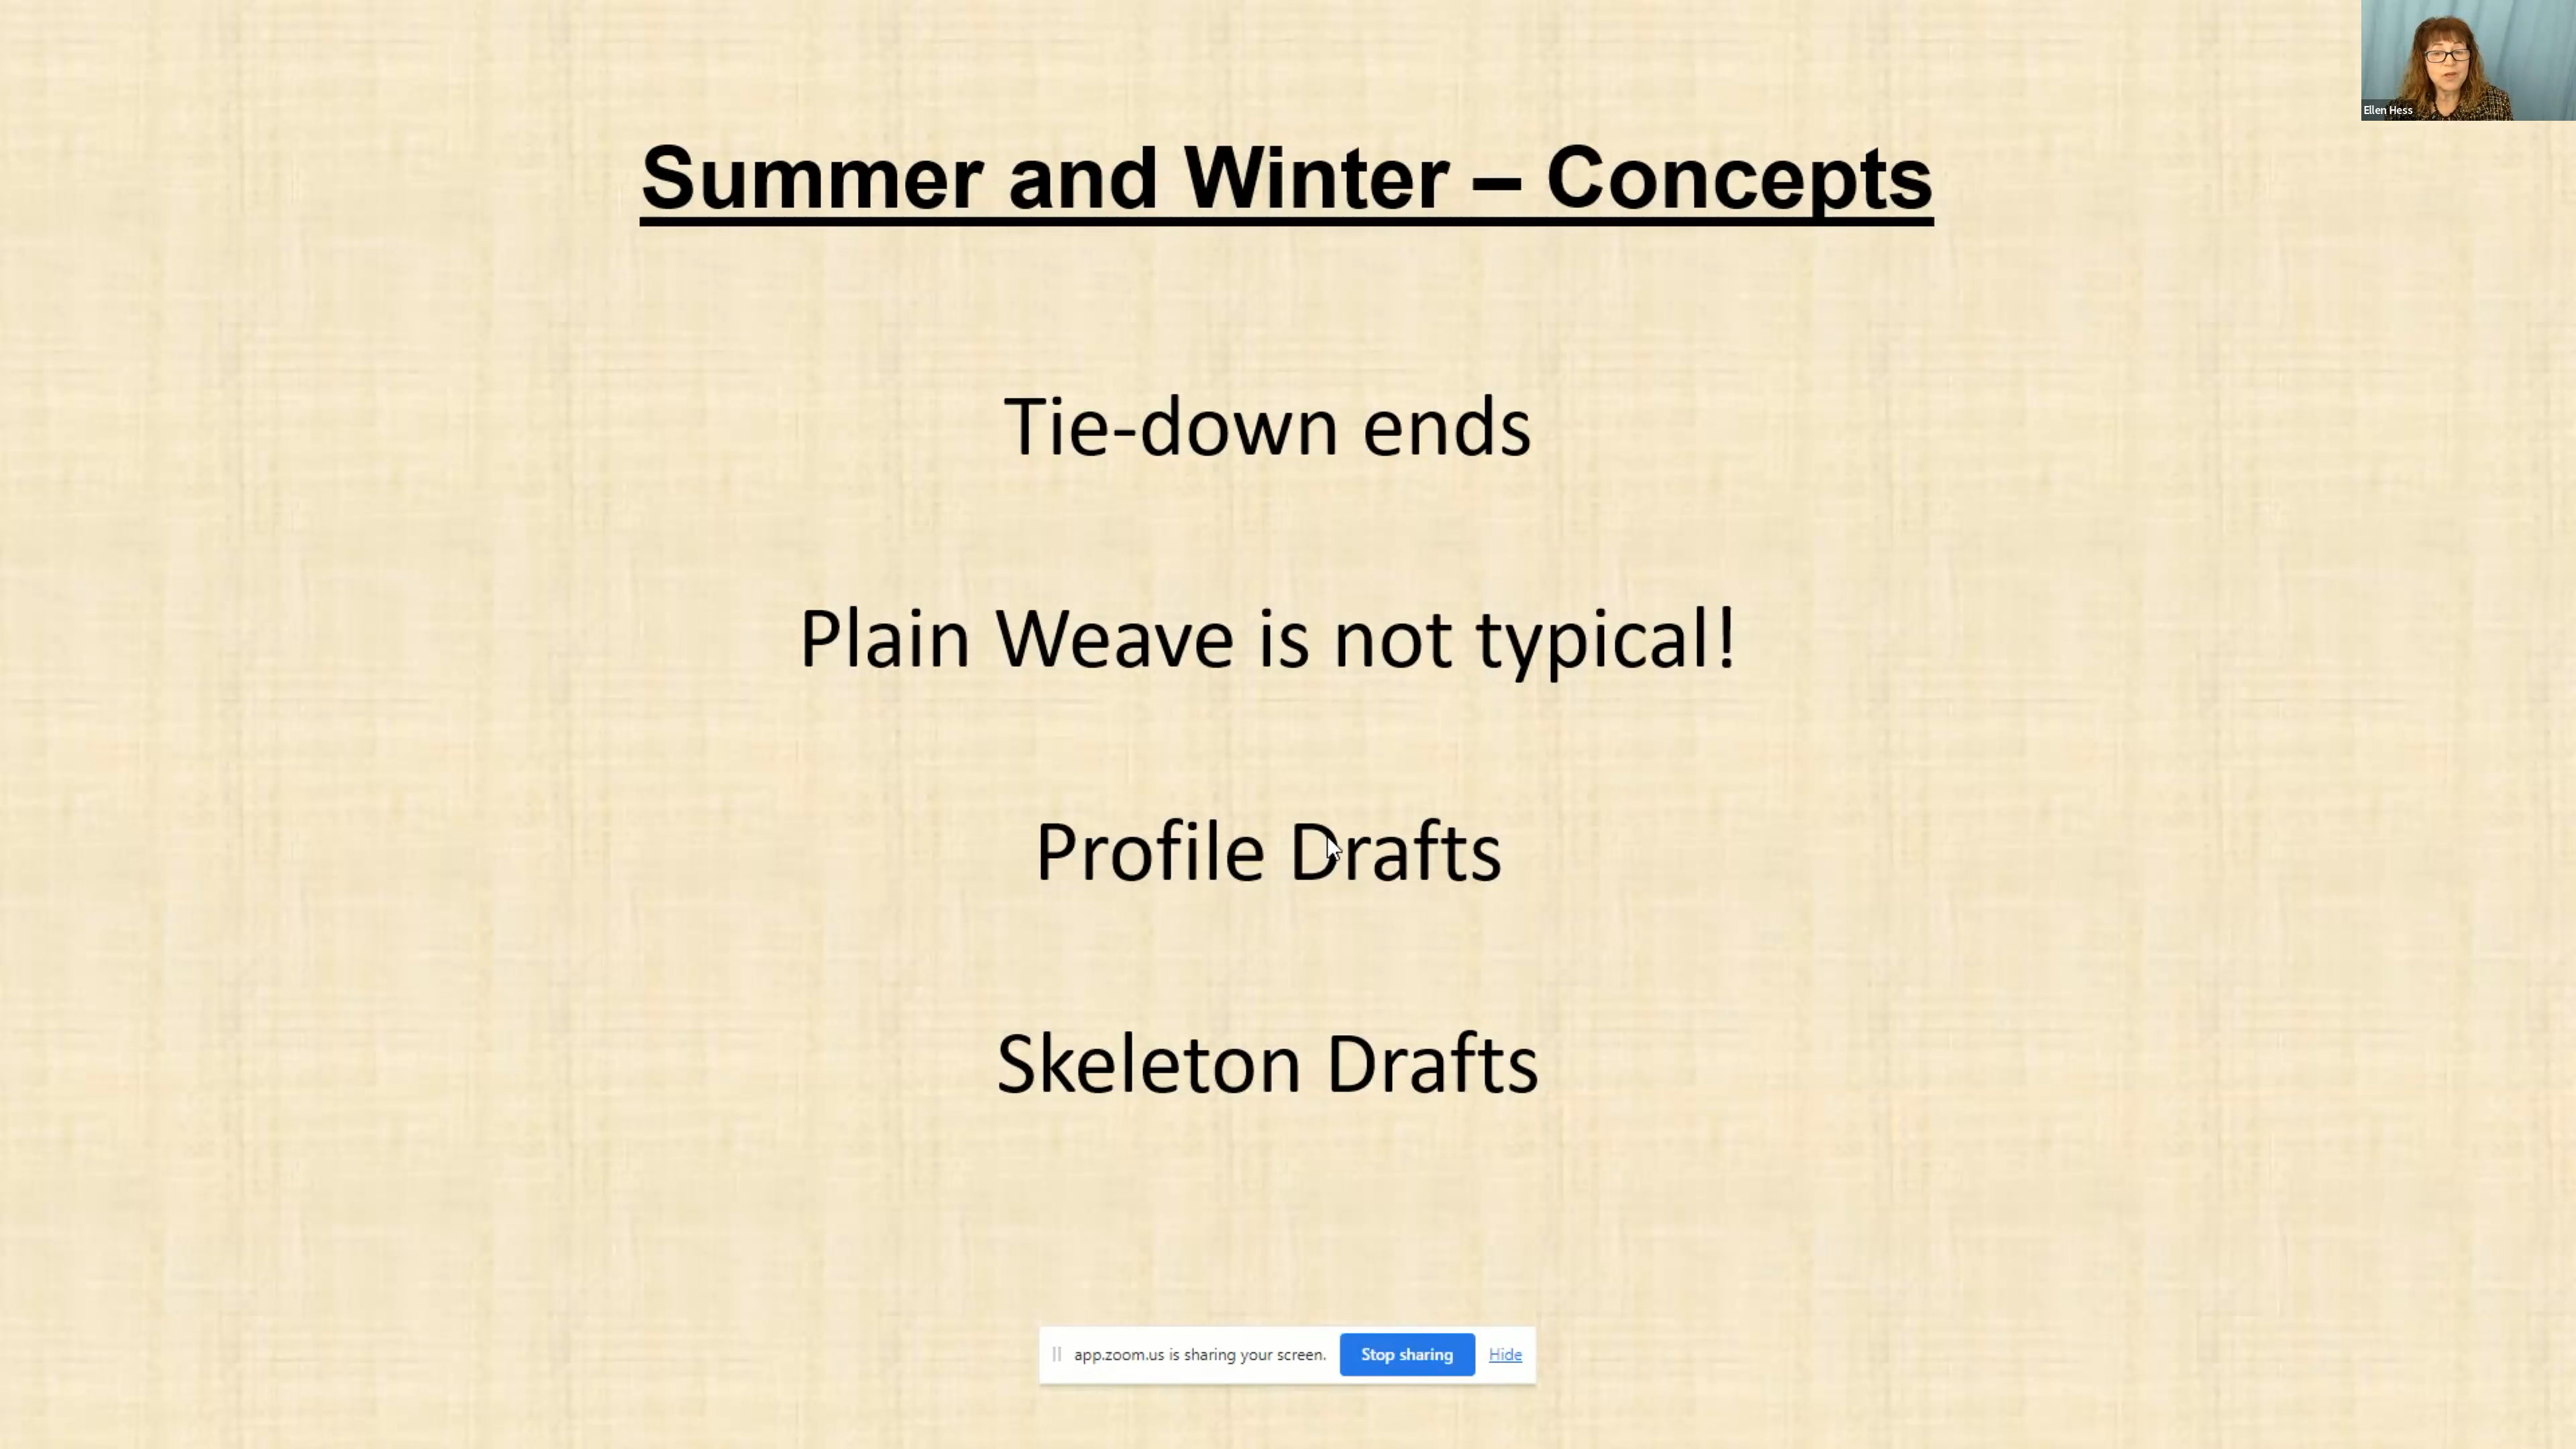 Ellen Hess
Summer and Winter – Concepts
Tie-down ends
Plain Weave is not typical!
Profile Drafts
Skeleton Drafts
app.zoom.us is sharing your screen. Stop sharing Hide